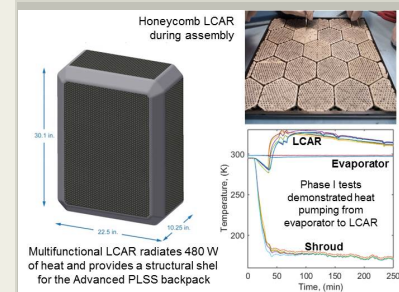 Honeycomb LCAR
during assembly
30.1 in.
22.5 in.
10.25 in.
Multifunctional LCAR radiates 480 W
of heat and provides a structural shel
for the Advanced PLSS backpack
LCAR
Evaporator
Phase I tests
demonstrated heat
pumping from
evaporator to LCAR
Shroud
Temperature, (K)
300
250
200
0
50
100
150
200
250
Time, (min)